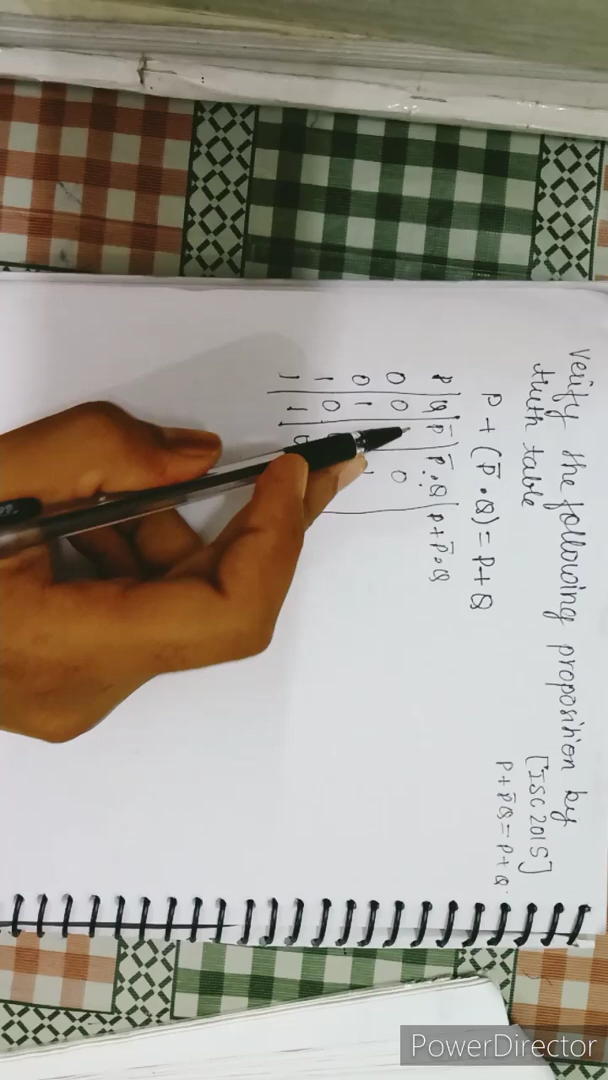 Verify the following proposition by
truth table [ISC 2015]
P + (P̄ • Q) = P + Q P + P̄Q = P + Q
P Q P̄ P̄ • Q P + P̄ • Q
0 0 0
0 1
1 0
1 1
PowerDirector